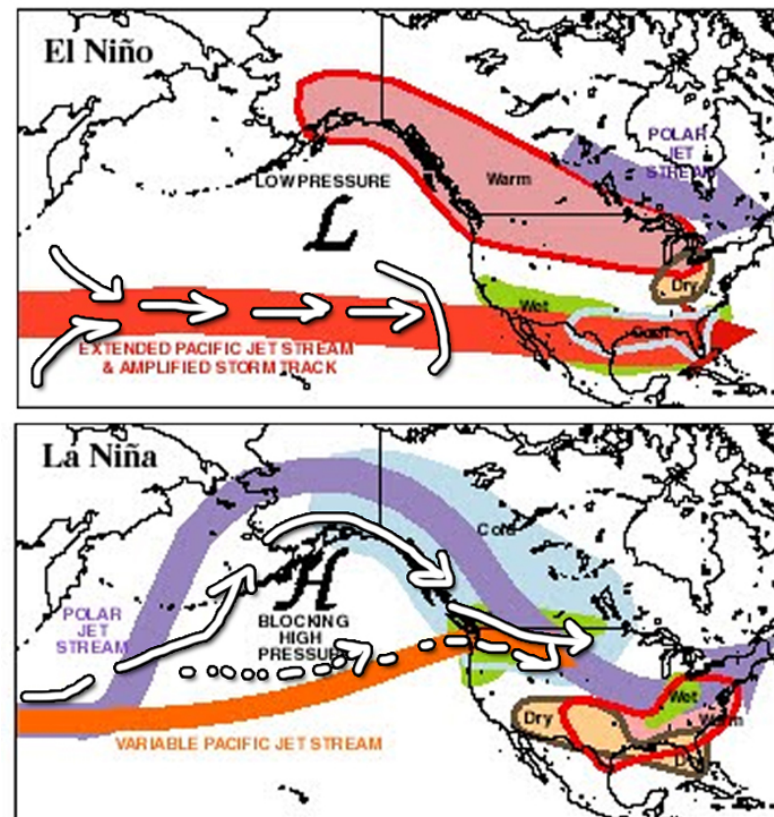 El Niño
POLAR
JET
STREAM
LOW PRESSURE
Warm
L
Dry
Wet
Cool
EXTENDED PACIFIC JET STREAM
& AMPLIFIED STORM TRACK
La Niña
Cold
H
BLOCKING
HIGH
PRESSURE
POLAR
JET
STREAM
Wet
Dry
Warm
Dry
VARIABLE PACIFIC JET STREAM